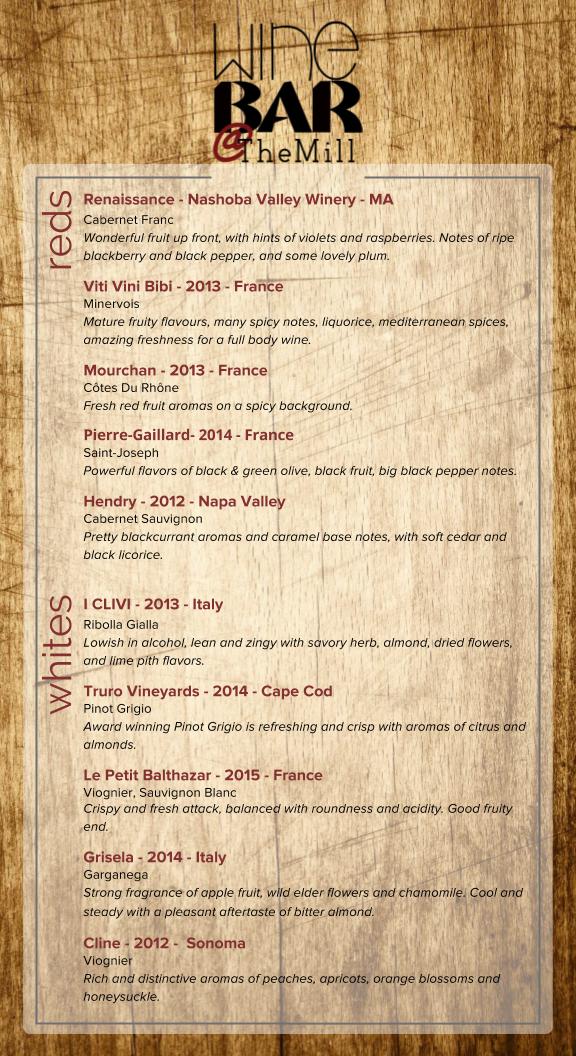 wine
BAR
@TheMill
reds
Renaissance - Nashoba Valley Winery - MA
Cabernet Franc
Wonderful fruit up front, with hints of violets and raspberries. Notes of ripe
blackberry and black pepper, and some lovely plum.
Viti Vini Bibi - 2013 - France
Minervois
Mature fruity flavours, many spicy notes, liquorice, mediterranean spices,
amazing freshness for a full body wine.
Mourchan - 2013 - France
Côtes Du Rhône
Fresh red fruit aromas on a spicy background.
Pierre-Gaillard- 2014 - France
Saint-Joseph
Powerful flavors of black & green olive, black fruit, big black pepper notes.
Hendry - 2012 - Napa Valley
Cabernet Sauvignon
Pretty blackcurrant aromas and caramel base notes, with soft cedar and
black licorice.
whites
I CLIVI - 2013 - Italy
Ribolla Gialla
Lowish in alcohol, lean and zingy with savory herb, almond, dried flowers,
and lime pith flavors.
Truro Vineyards - 2014 - Cape Cod
Pinot Grigio
Award winning Pinot Grigio is refreshing and crisp with aromas of citrus and
almonds.
Le Petit Balthazar - 2015 - France
Viognier, Sauvignon Blanc
Crispy and fresh attack, balanced with roundness and acidity. Good fruity
end.
Grisela - 2014 - Italy
Garganega
Strong fragrance of apple fruit, wild elder flowers and chamomile. Cool and
steady with a pleasant aftertaste of bitter almond.
Cline - 2012 - Sonoma
Viognier
Rich and distinctive aromas of peaches, apricots, orange blossoms and
honeysuckle.